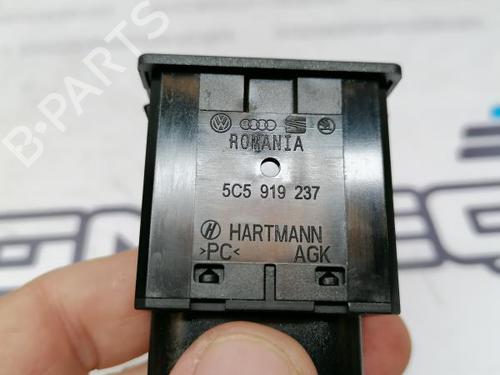 B-PARTS
ROMANIA
5C5 919 237
HARTMANN
>PC< AGK